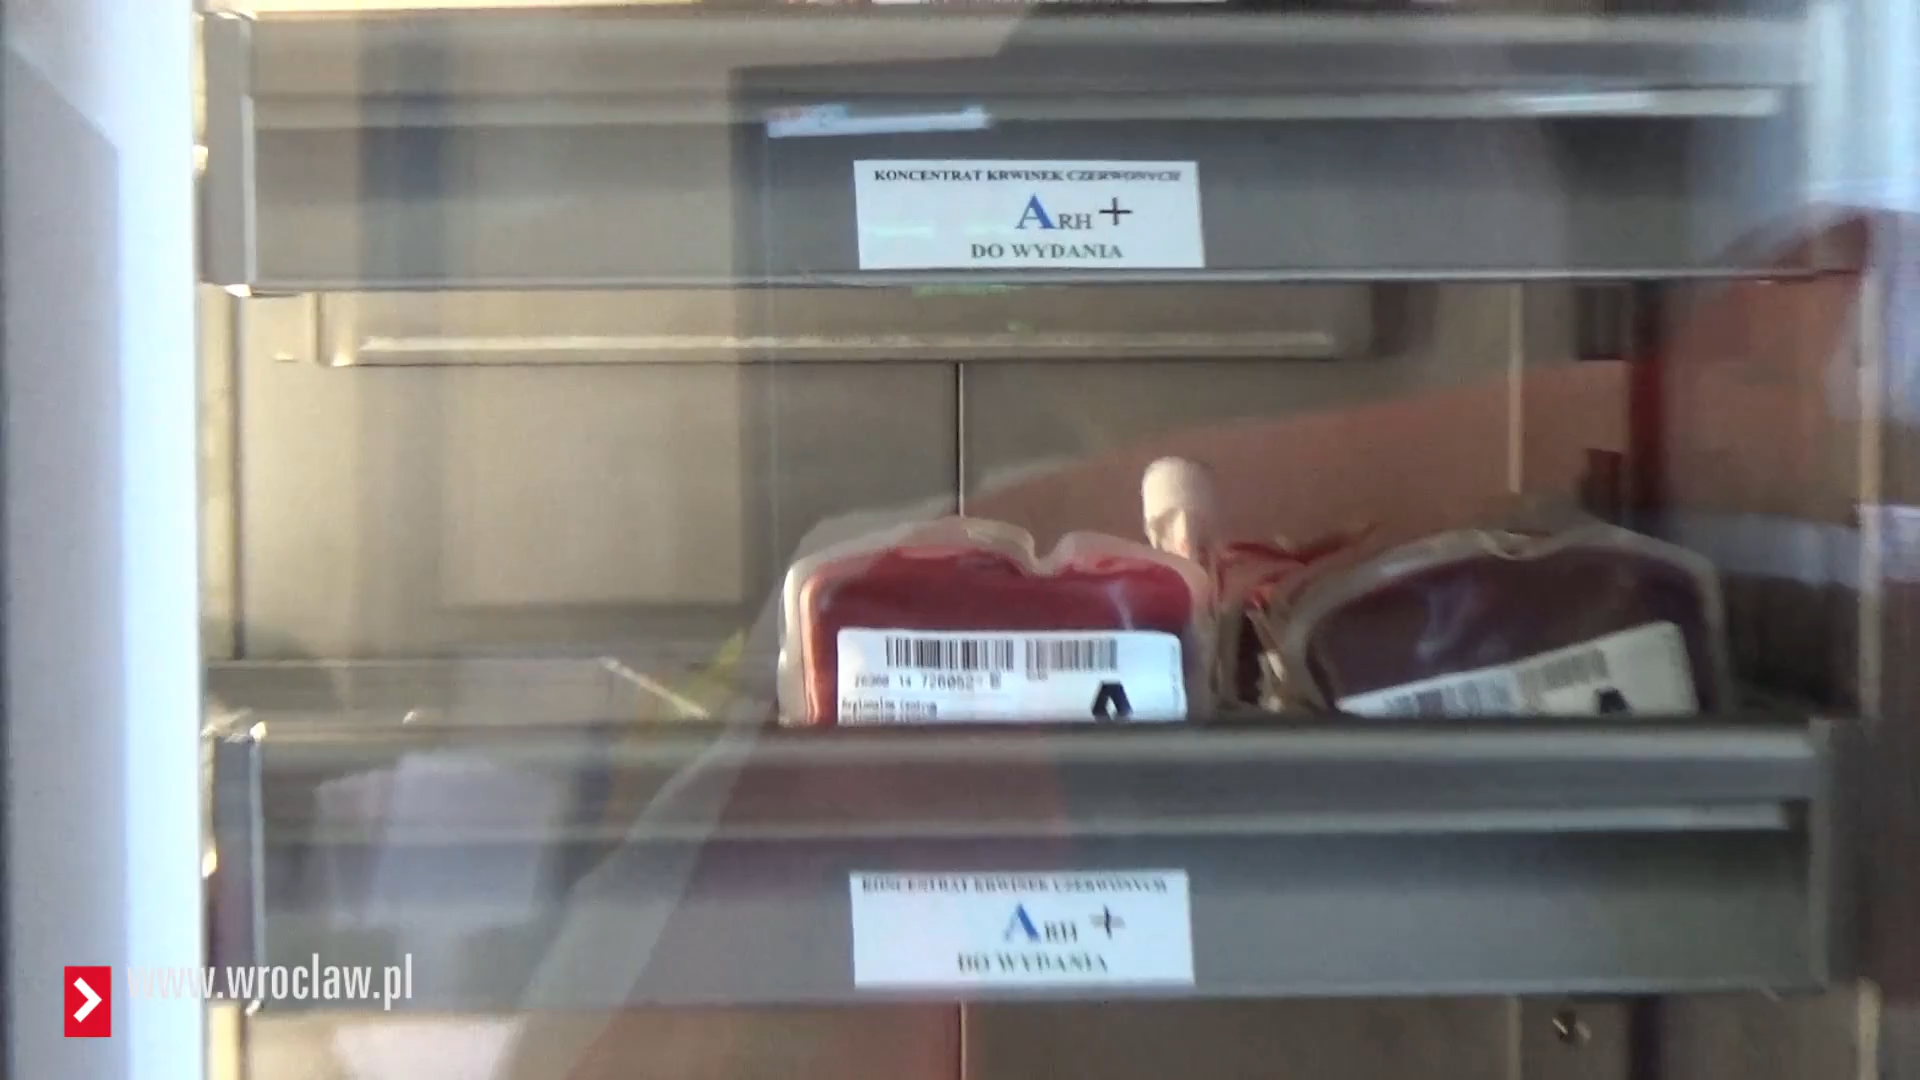 KONCENTRAT KRWINEK CZERWONYCH
ARH +
DO WYDANIA
A
A
KONCENTRAT KRWINEK CZERWONYCH
ARH +
DO WYDANIA
www.wroclaw.pl